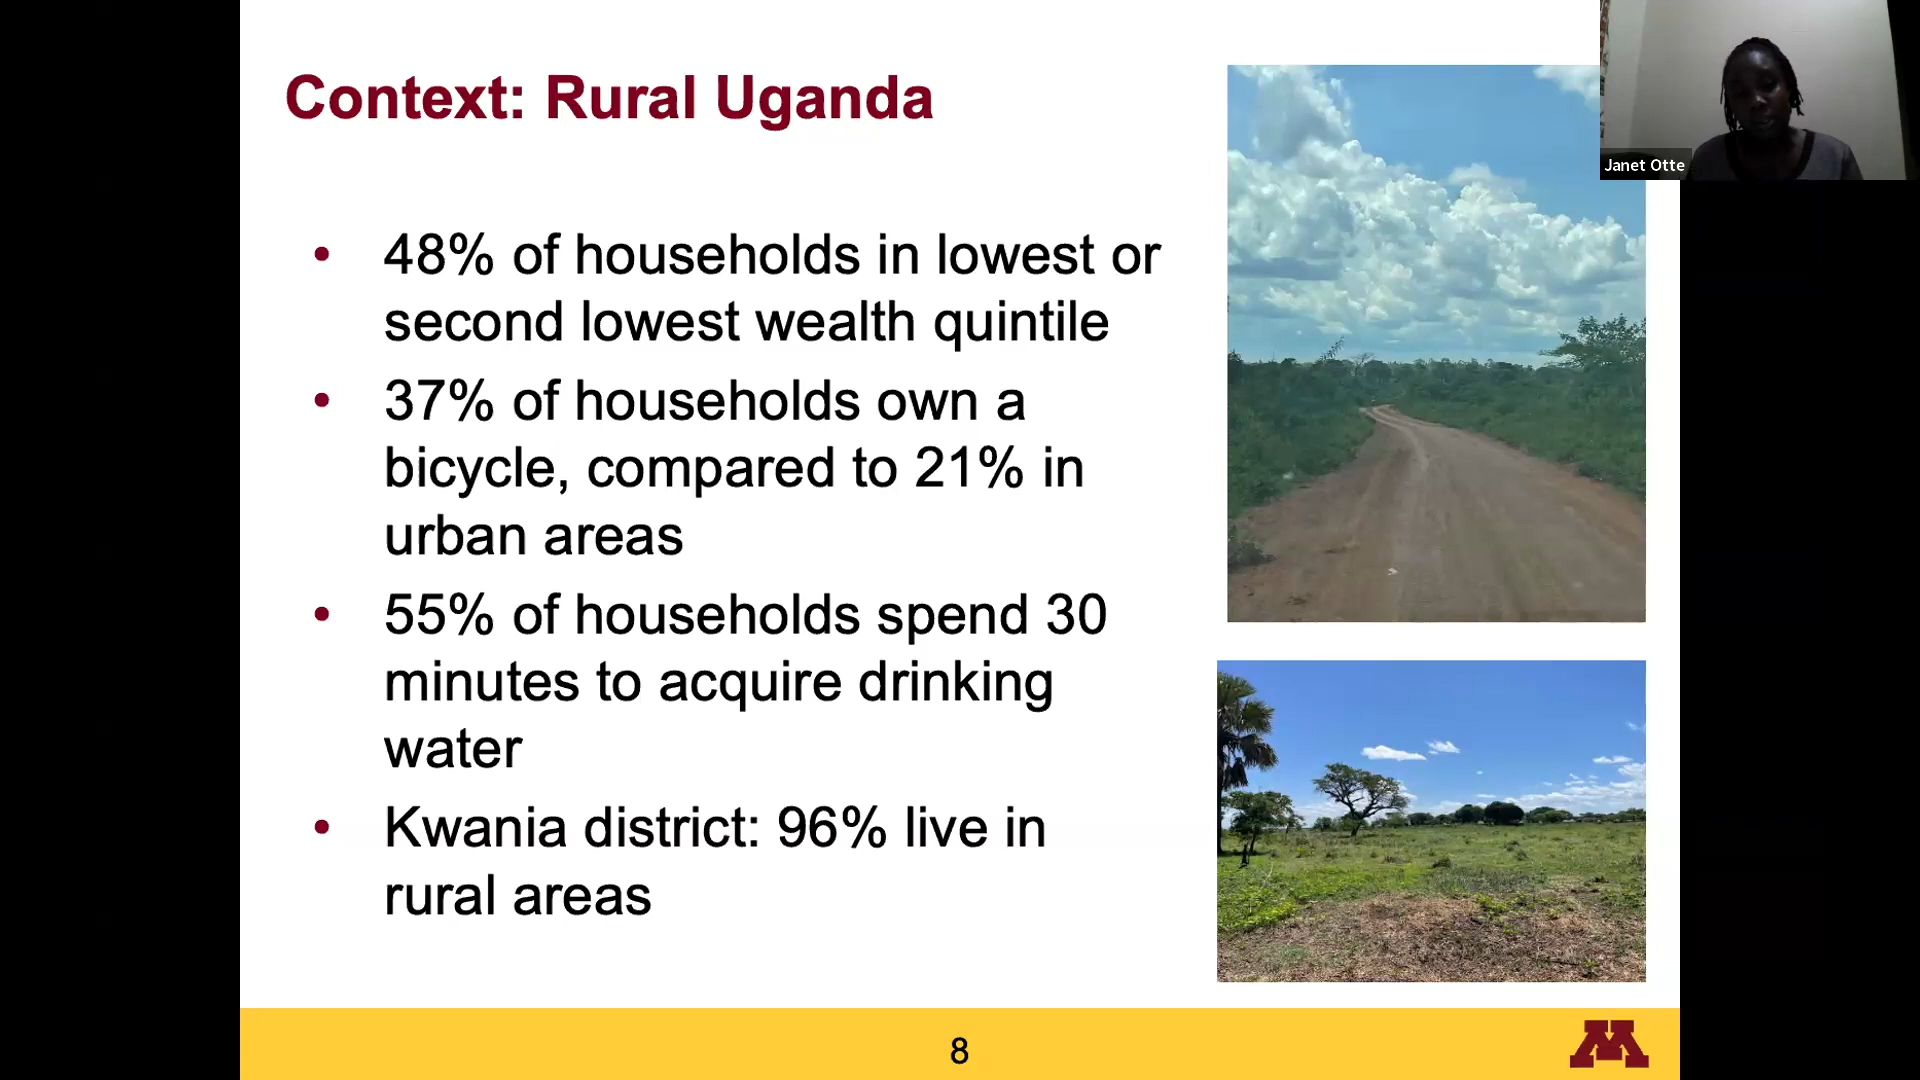 Context: Rural Uganda
Janet Otte
• 48% of households in lowest or
second lowest wealth quintile
• 37% of households own a
bicycle, compared to 21% in
urban areas
• 55% of households spend 30
minutes to acquire drinking
water
• Kwania district: 96% live in
rural areas
8
M